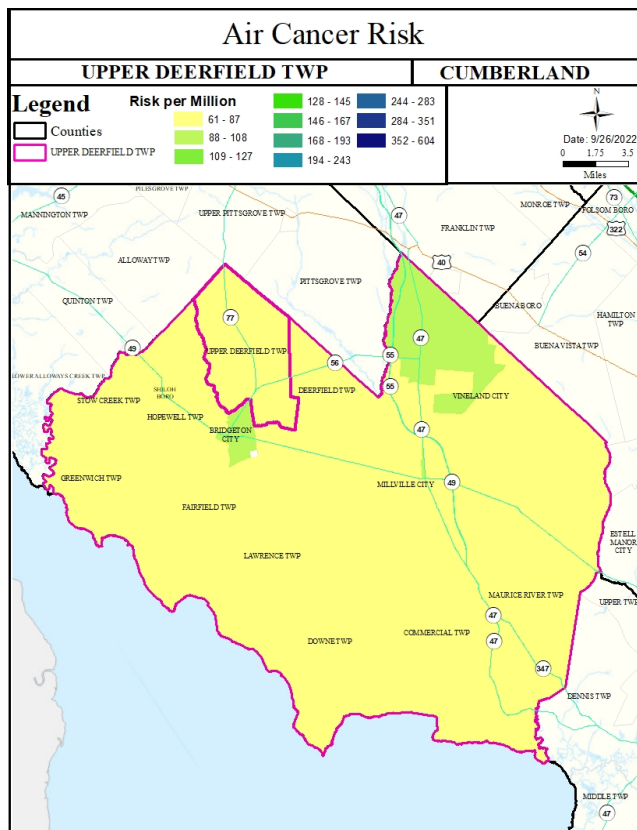 Air Cancer Risk
UPPER DEERFIELD TWP
CUMBERLAND
Legend
Counties
UPPER DEERFIELD TWP
Risk per Million
61 - 87
88 - 108
109 - 127
128 - 145
146 - 167
168 - 193
194 - 243
244 - 283
284 - 351
352 - 604
N
Date: 9/26/2022
0 1.75 3.5
Miles
PILESGROVE TWP
45
MANNINGTON TWP
UPPER PITTSGROVE TWP
47
FRANKLIN TWP
MONROE TWP
73
FOLSOM BORO
322
ALLOWAY TWP
40
54
PITTSGROVE TWP
QUINTON TWP
BUENA BORO
HAMILTON
TWP
77
49
47
BUENA VISTA TWP
UPPER DEERFIELD TWP
55
56
LOWER ALLOWAYS CREEK TWP
DEERFIELD TWP
55
SHILOH
BORO
STOW CREEK TWP
VINELAND CITY
HOPEWELL TWP
BRIDGETON
CITY
47
GREENWICH TWP
MILLVILLE CITY
49
FAIRFIELD TWP
ESTELL
MANOR
CITY
LAWRENCE TWP
MAURICE RIVER TWP
UPPER TWP
47
COMMERCIAL TWP
DOWNE TWP
47
347
DENNIS TWP
MIDDLE TWP
47